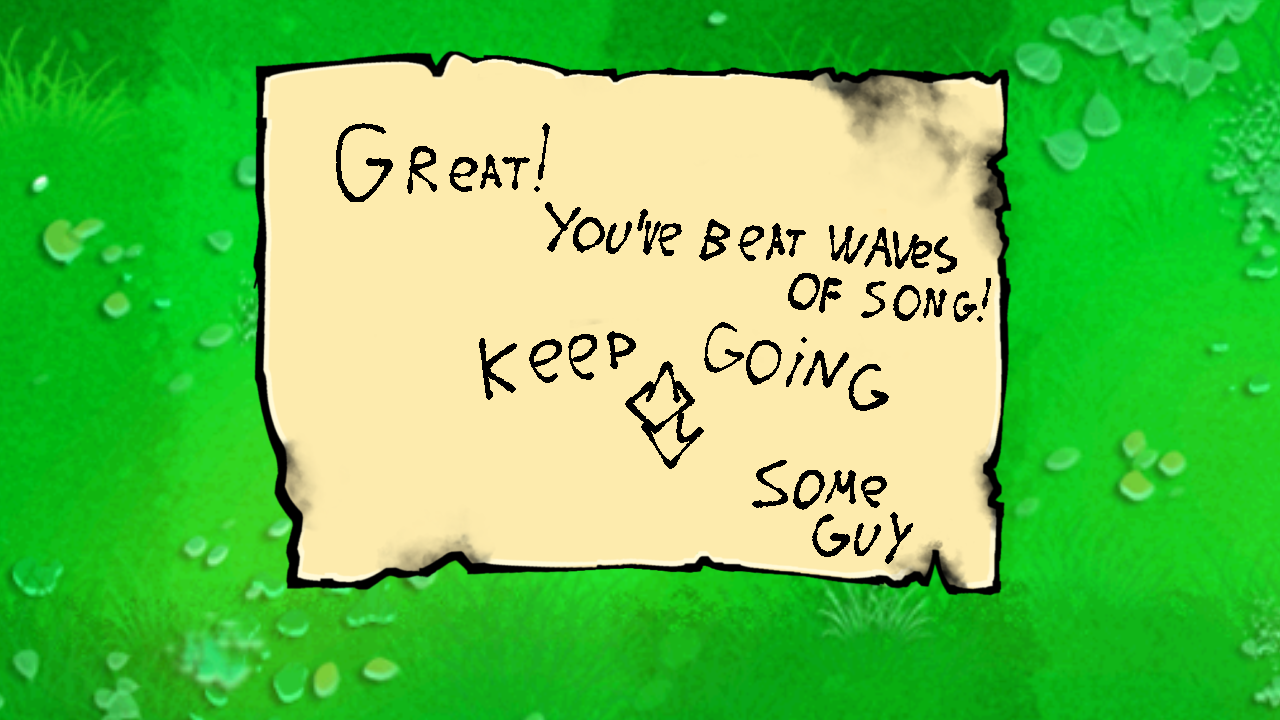 GReAT!
YOU'Ve BeAT WAVes
OF SONG!
KeeP GOiNG
SOMe
GUY